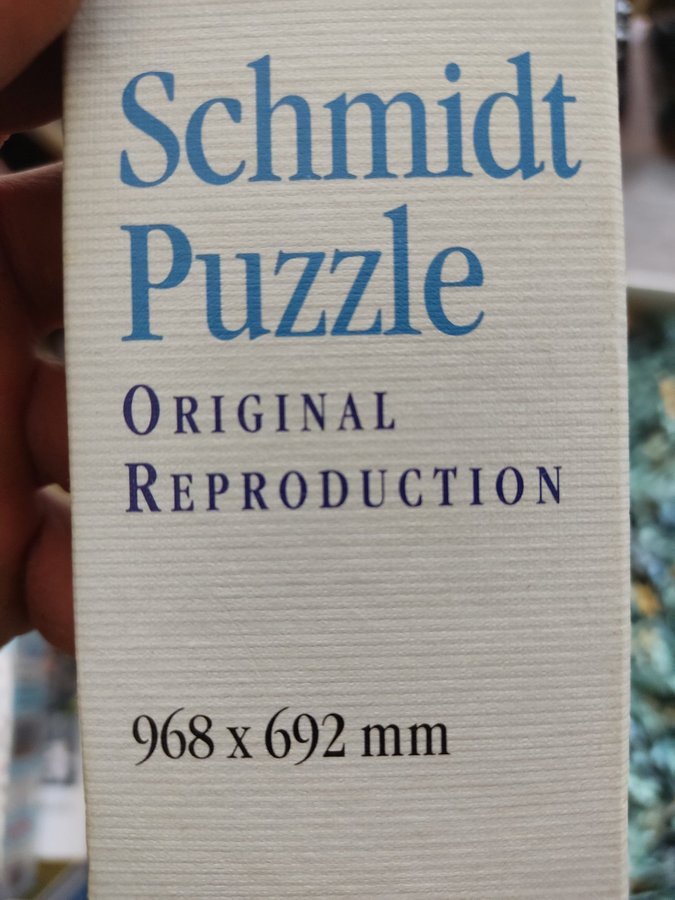 Schmidt
Puzzle
ORIGINAL
REPRODUCTION
968 x 692 mm